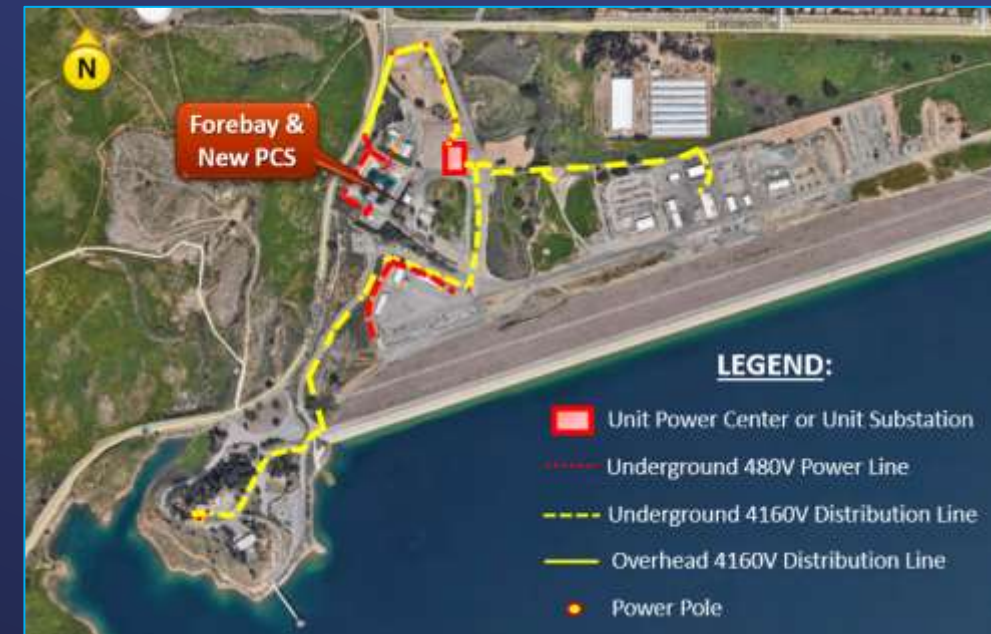 N
Forebay &
New PCS
LEGEND:
Unit Power Center or Unit Substation
Underground 480V Power Line
Underground 4160V Distribution Line
Overhead 4160V Distribution Line
Power Pole